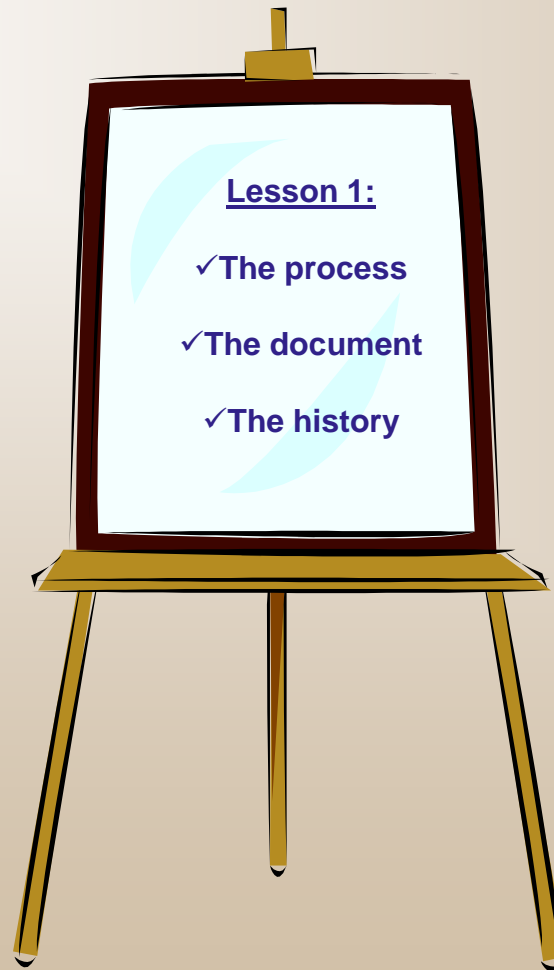 Lesson 1:
✓The process
✓The document
✓The history